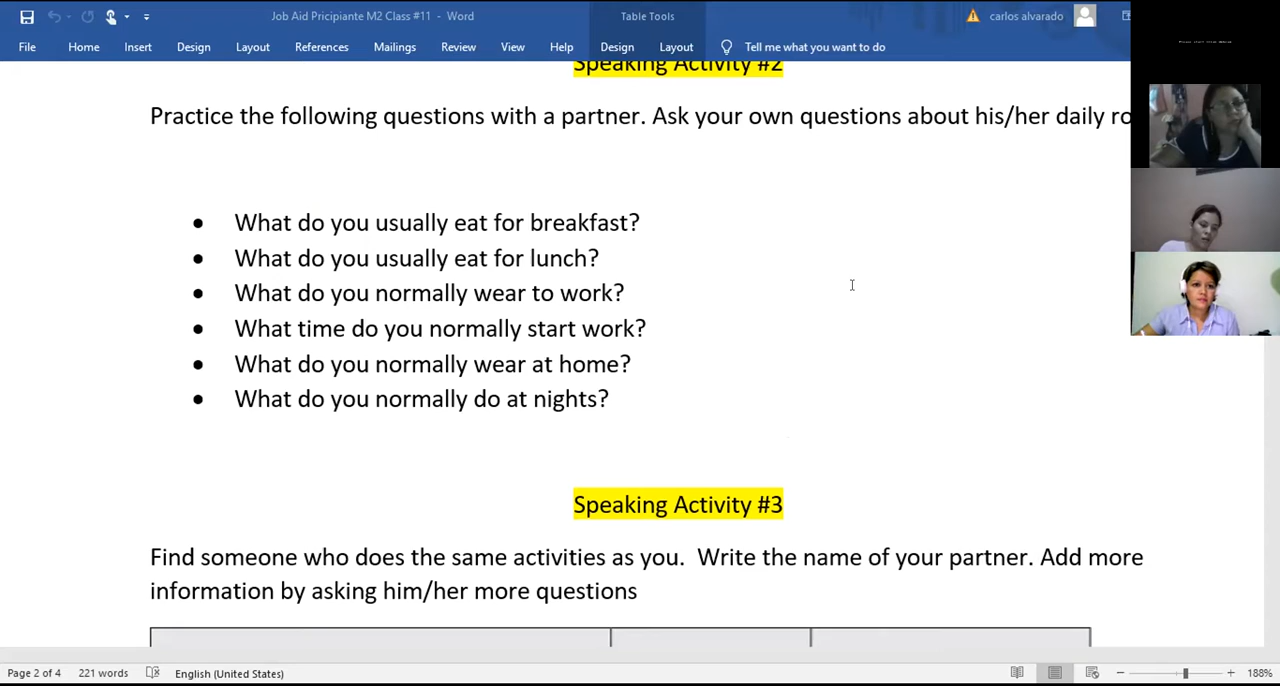 Job Aid Pricipiante M2 Class #11 - Word
Table Tools
carlos alvarado
File Home Insert Design Layout References Mailings Review View Help Design Layout Tell me what you want to do
Speaking Activity #2
Practice the following questions with a partner. Ask your own questions about his/her daily ro
• What do you usually eat for breakfast?
• What do you usually eat for lunch?
• What do you normally wear to work?
• What time do you normally start work?
• What do you normally wear at home?
• What do you normally do at nights?
Speaking Activity #3
Find someone who does the same activities as you. Write the name of your partner. Add more
information by asking him/her more questions
Page 2 of 4 221 words English (United States) 188%